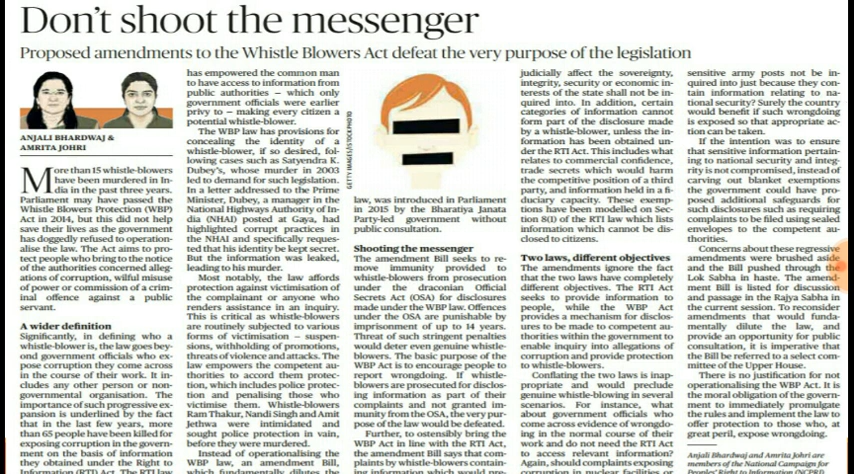 Don't shoot the messenger
Proposed amendments to the Whistle Blowers Act defeat the very purpose of the legislation
ANJALI BHARDWAJ &
AMRITA JOHRI
More than 15 whistle-blowers
have been murdered in In-
dia in the past three years.
Parliament may have passed the
Whistle Blowers Protection (WBP)
Act in 2014, but this did not help
save their lives as the government
has doggedly refused to operation-
alise the law. The Act aims to pro-
tect people who bring to the notice
of the authorities concerned alleg-
ations of corruption, wilful misuse
of power or commission of a crim-
inal offence against a public
servant.
A wider definition
Significantly, in defining who a
whistle-blower is, the law goes bey-
ond government officials who ex-
pose corruption they come across
in the course of their work. It in-
cludes any other person or non-
governmental organisation. The
importance of such progressive ex-
pansion is underlined by the fact
that in the last few years, more
than 65 people have been killed for
exposing corruption in the govern-
ment on the basis of information
they obtained under the Right to
Information (RTI) Act. The RTI law
has empowered the common man
to have access to information from
public authorities – which only
government officials were earlier
privy to – making every citizen a
potential whistle-blower.
The WBP law has provisions for
concealing the identity of a
whistle-blower, if so desired, fol-
lowing cases such as Satyendra K.
Dubey's, whose murder in 2003
led to demand for such legislation.
In a letter addressed to the Prime
Minister, Dubey, a manager in the
National Highways Authority of In-
dia (NHAI) posted at Gaya, had
highlighted corrupt practices in
the NHAI and specifically reques-
ted that his identity be kept secret.
But the information was leaked,
leading to his murder.
Most notably, the law affords
protection against victimisation of
the complainant or anyone who
renders assistance in an inquiry.
This is critical as whistle-blowers
are routinely subjected to various
forms of victimisation – suspen-
sions, withholding of promotions,
threats of violence and attacks. The
law empowers the competent au-
thorities to accord them protec-
tion, which includes police protec-
tion and penalising those who
victimise them. Whistle-blowers
Ram Thakur, Nandi Singh and Amit
Jethwa were intimidated and
sought police protection in vain,
before they were murdered.
Instead of operationalising the
WBP law, an amendment Bill,
which fundamentally dilutes the
GETTY IMAGES/ISTOCKPHOTO
law, was introduced in Parliament
in 2015 by the Bharatiya Janata
Party-led government without
public consultation.
Shooting the messenger
The amendment Bill seeks to re-
move immunity provided to
whistle-blowers from prosecution
under the draconian Official
Secrets Act (OSA) for disclosures
made under the WBP law. Offences
under the OSA are punishable by
imprisonment of up to 14 years.
Threat of such stringent penalties
would deter even genuine whistle-
blowers. The basic purpose of the
WBP Act is to encourage people to
report wrongdoing. If whistle-
blowers are prosecuted for disclos-
ing information as part of their
complaints and not granted im-
munity from the OSA, the very pur-
pose of the law would be defeated.
Further, to ostensibly bring the
WBP Act in line with the RTI Act,
the amendment Bill says that com-
plaints by whistle-blowers contain-
ing information which would pre-
judicially affect the sovereignty,
integrity, security or economic in-
terests of the state shall not be in-
quired into. In addition, certain
categories of information cannot
form part of the disclosure made
by a whistle-blower, unless the in-
formation has been obtained un-
der the RTI Act. This includes what
relates to commercial confidence,
trade secrets which would harm
the competitive position of a third
party, and information held in a fi-
duciary capacity. These exemp-
tions have been modelled on Sec-
tion 8(1) of the RTI law which lists
information which cannot be dis-
closed to citizens.
Two laws, different objectives
The amendments ignore the fact
that the two laws have completely
different objectives. The RTI Act
seeks to provide information to
people, while the WBP Act
provides a mechanism for disclos-
ures to be made to competent au-
thorities within the government to
enable inquiry into allegations of
corruption and provide protection
to whistle-blowers.
Conflating the two laws is inap-
propriate and would preclude
genuine whistle-blowing in several
scenarios. For instance, what
about government officials who
come across evidence of wrongdo-
ing in the normal course of their
work and do not need the RTI Act
to access relevant information?
Again, should complaints exposing
corruption in nuclear facilities or
sensitive army posts not be in-
quired into just because they con-
tain information relating to na-
tional security? Surely the country
would benefit if such wrongdoing
is exposed so that appropriate ac-
tion can be taken.
If the intention was to ensure
that sensitive information pertain-
ing to national security and integ-
rity is not compromised, instead of
carving out blanket exemptions
the government could have pro-
posed additional safeguards for
such disclosures such as requiring
complaints to be filed using sealed
envelopes to the competent au-
thorities.
Concerns about these regressive
amendments were brushed aside
and the Bill pushed through the
Lok Sabha in haste. The amend-
ment Bill is listed for discussion
and passage in the Rajya Sabha in
the current session. To reconsider
amendments that would funda-
mentally dilute the law, and
provide an opportunity for public
consultation, it is imperative that
the Bill be referred to a select com-
mittee of the Upper House.
There is no justification for not
operationalising the WBP Act. It is
the moral obligation of the govern-
ment to immediately promulgate
the rules and implement the law to
offer protection to those who, at
great peril, expose wrongdoing.
Anjali Bhardwaj and Amrita Johri are
members of the National Campaign for
Peoples' Right to Information (NCPRI)